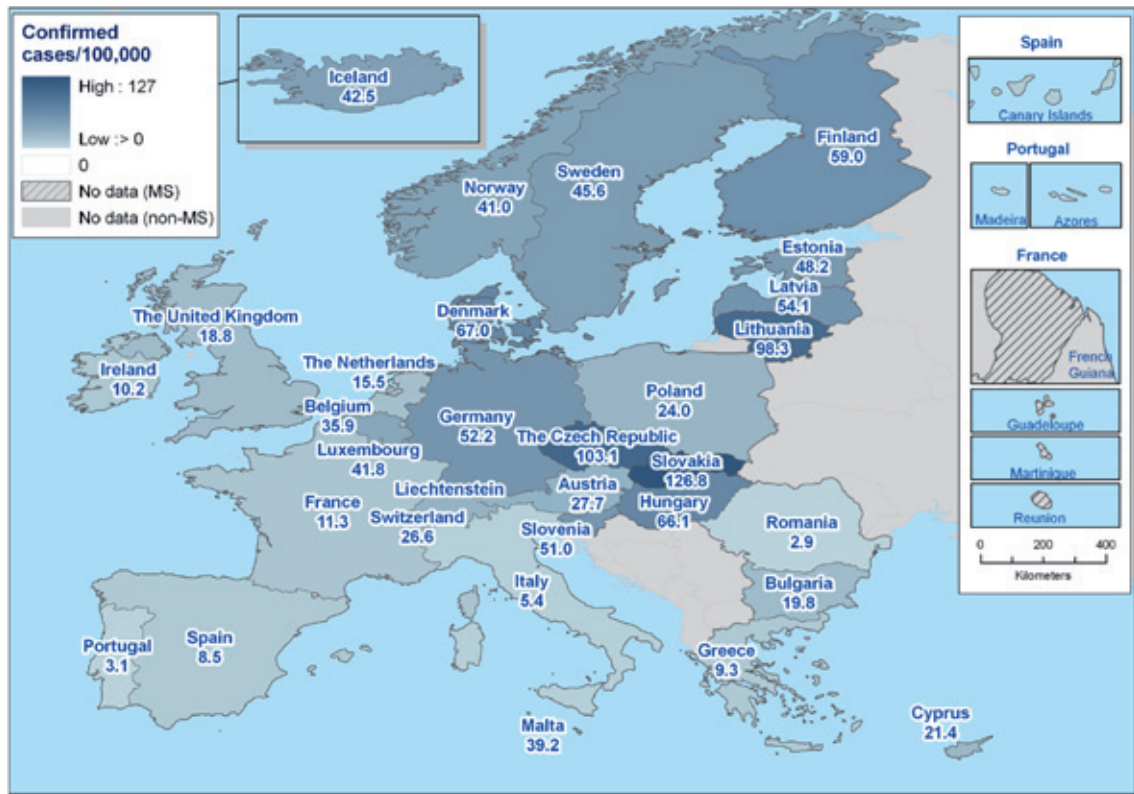 Confirmed
cases/100,000
High : 127
Low :> 0
0
No data (MS)
No data (non-MS)
Iceland
42.5
Finland
59.0
Sweden
45.6
Norway
41.0
Estonia
48.2
Latvia
54.1
Lithuania
98.3
Denmark
67.0
The United Kingdom
18.8
Ireland
10.2
The Netherlands
15.5
Belgium
35.9
Germany
52.2
Poland
24.0
The Czech Republic
103.1
Luxembourg
41.8
Slovakia
126.8
Liechtenstein
Austria
27.7
Hungary
66.1
France
11.3
Switzerland
26.6
Slovenia
51.0
Romania
2.9
Italy
5.4
Bulgaria
19.8
Portugal
3.1
Spain
8.5
Greece
9.3
Malta
39.2
Cyprus
21.4
Spain
Canary Islands
Portugal
Madeira
Azores
France
French
Guiana
Guadeloupe
Martinique
Reunion
0 200 400
Kilometers